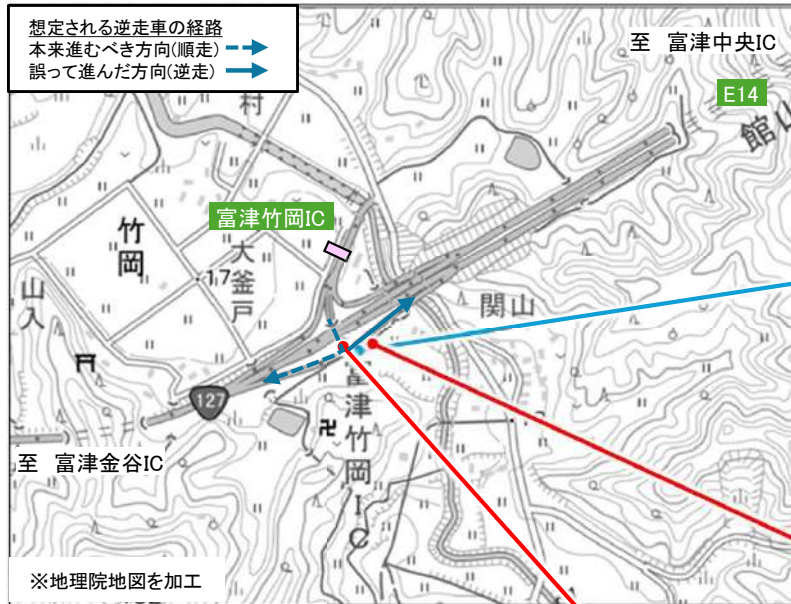 想定される逆走車の経路
本来進むべき方向(順走)
誤って進んだ方向(逆走)
至 富津中央IC
E14
館山
村
富津竹岡IC
竹岡
大釜戸
17
山入
関山
127
富津竹岡IC
至 富津金谷IC
※地理院地図を加工